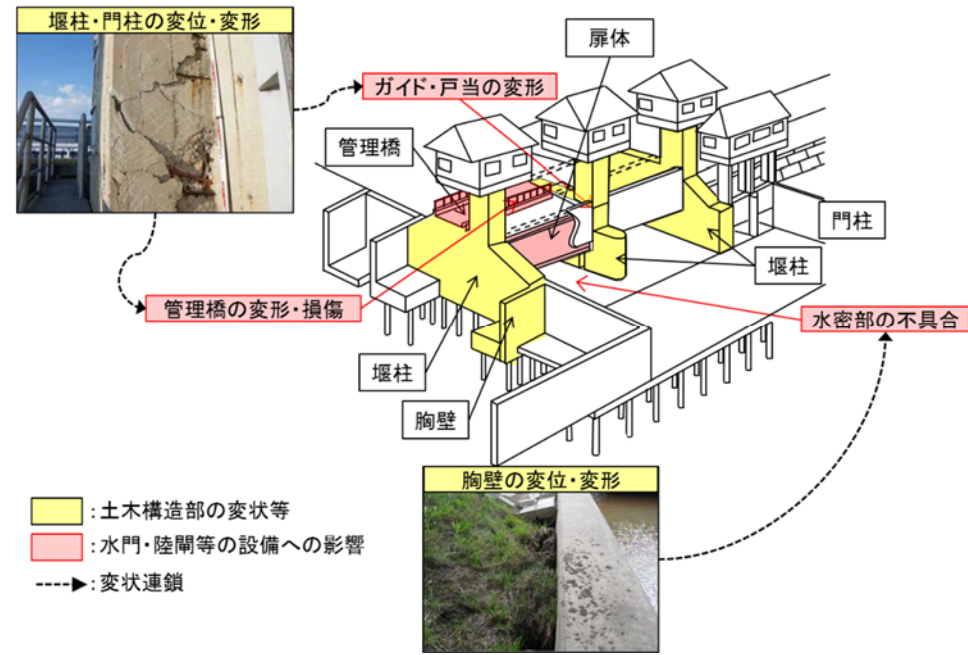 堰柱・門柱の変位・変形
扉体
ガイド・戸当の変形
管理橋
門柱
堰柱
管理橋の変形・損傷
水密部の不具合
堰柱
胸壁
胸壁の変位・変形
:土木構造部の変状等
:水門・陸閘等の設備への影響
:変状連鎖